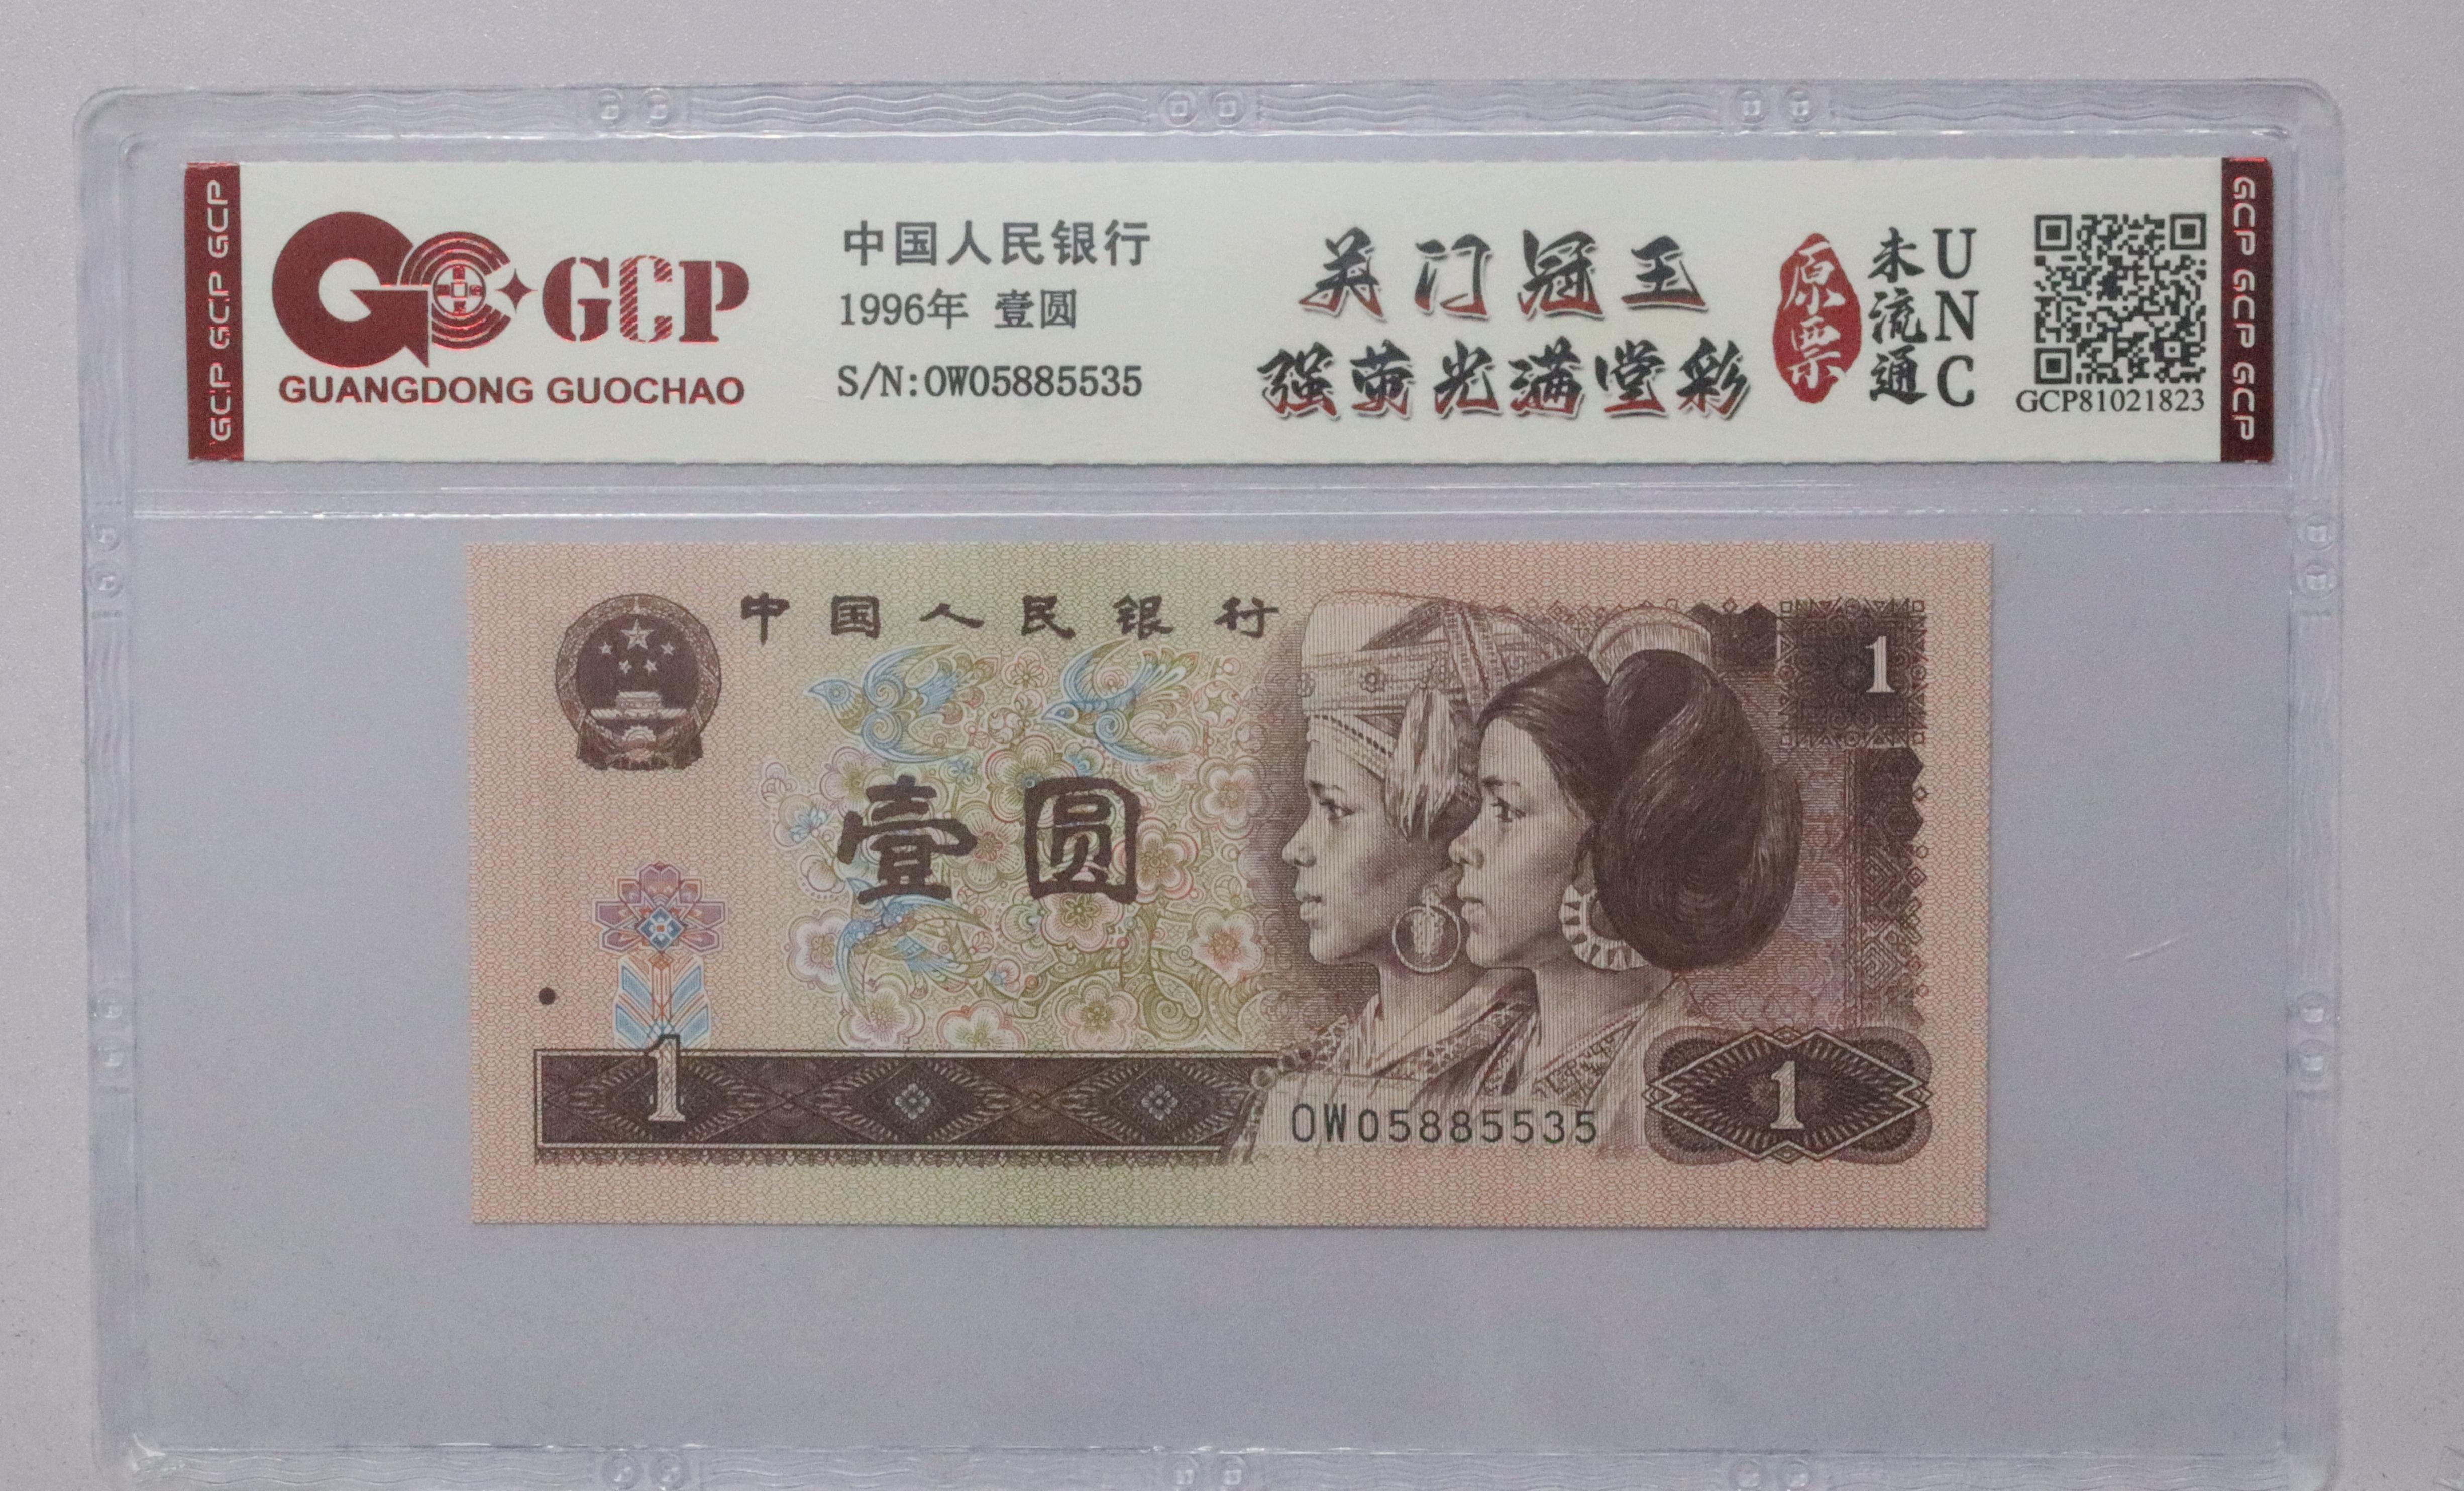 GCP GCP GCP
GCP
GUANGDONG GUOCHAO
中国人民银行
1996年 壹圆
S/N:OW05885535
关门冠王
强荧光满堂彩
原票
未流通
UNC
GCP81021823
GCP GCP GCP
中国人民银行
1
壹圆
1
OW05885535
1